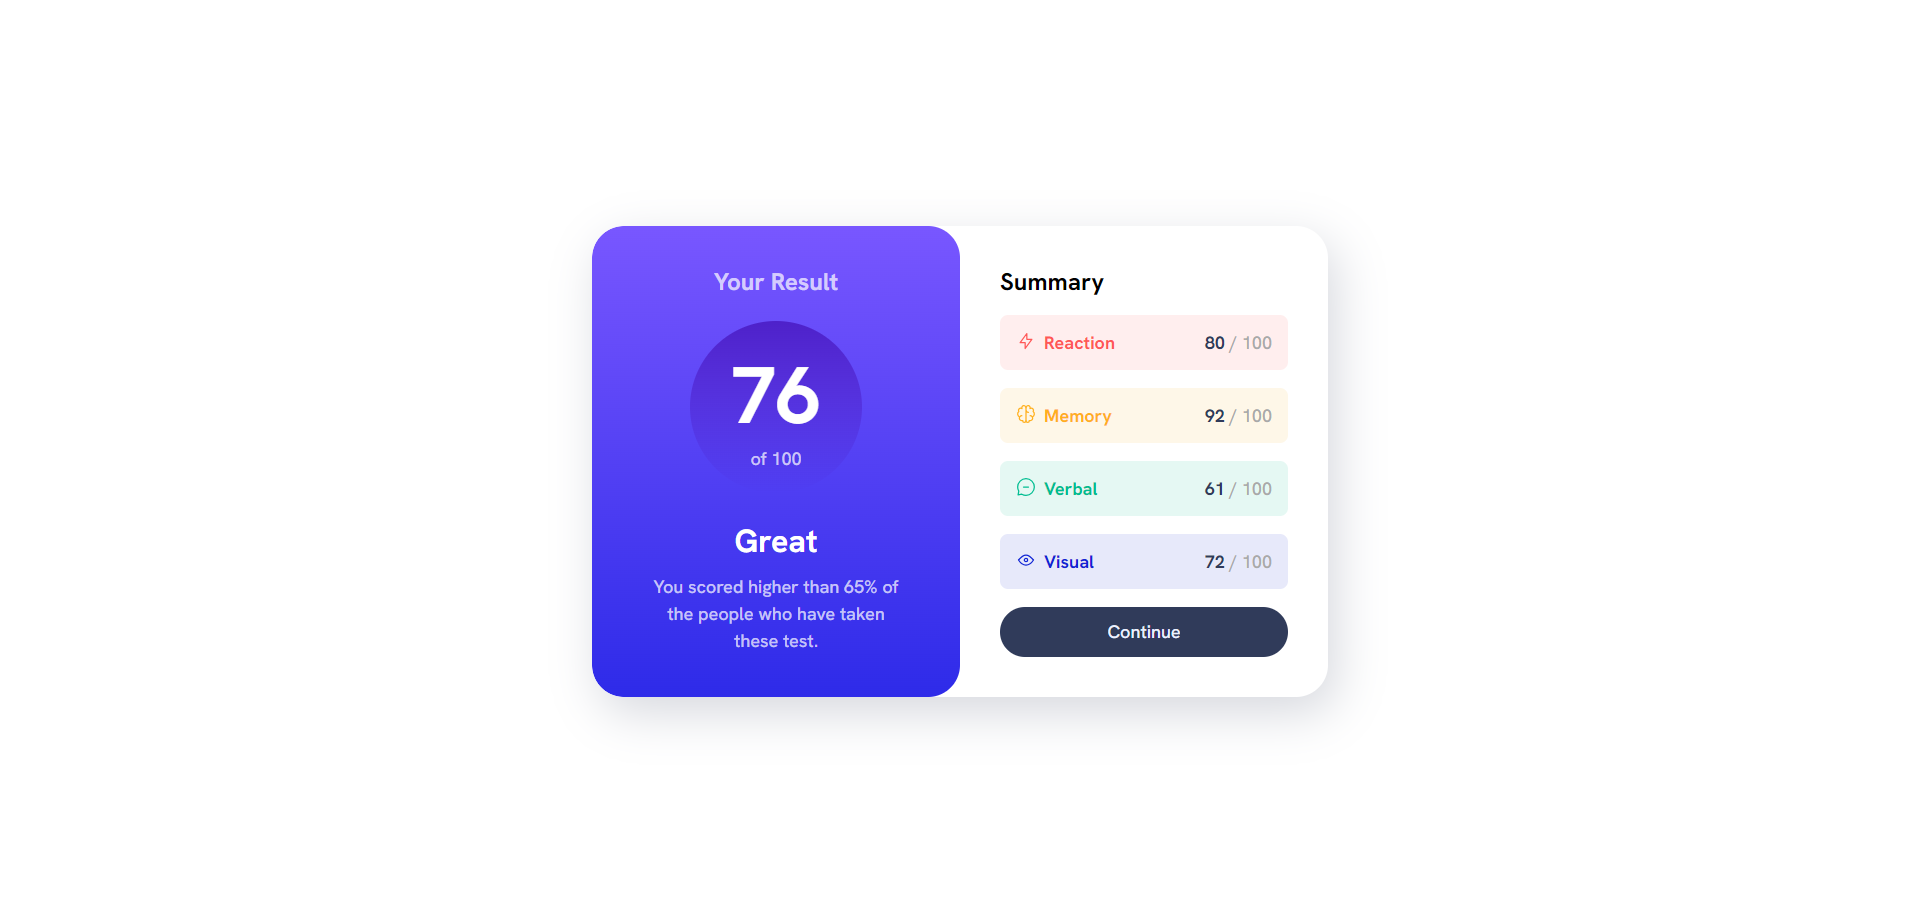 Your Result
76
of 100
Great
You scored higher than 65% of
the people who have taken
these test.
Summary
Reaction 80 / 100
Memory 92 / 100
Verbal 61 / 100
Visual 72 / 100
Continue